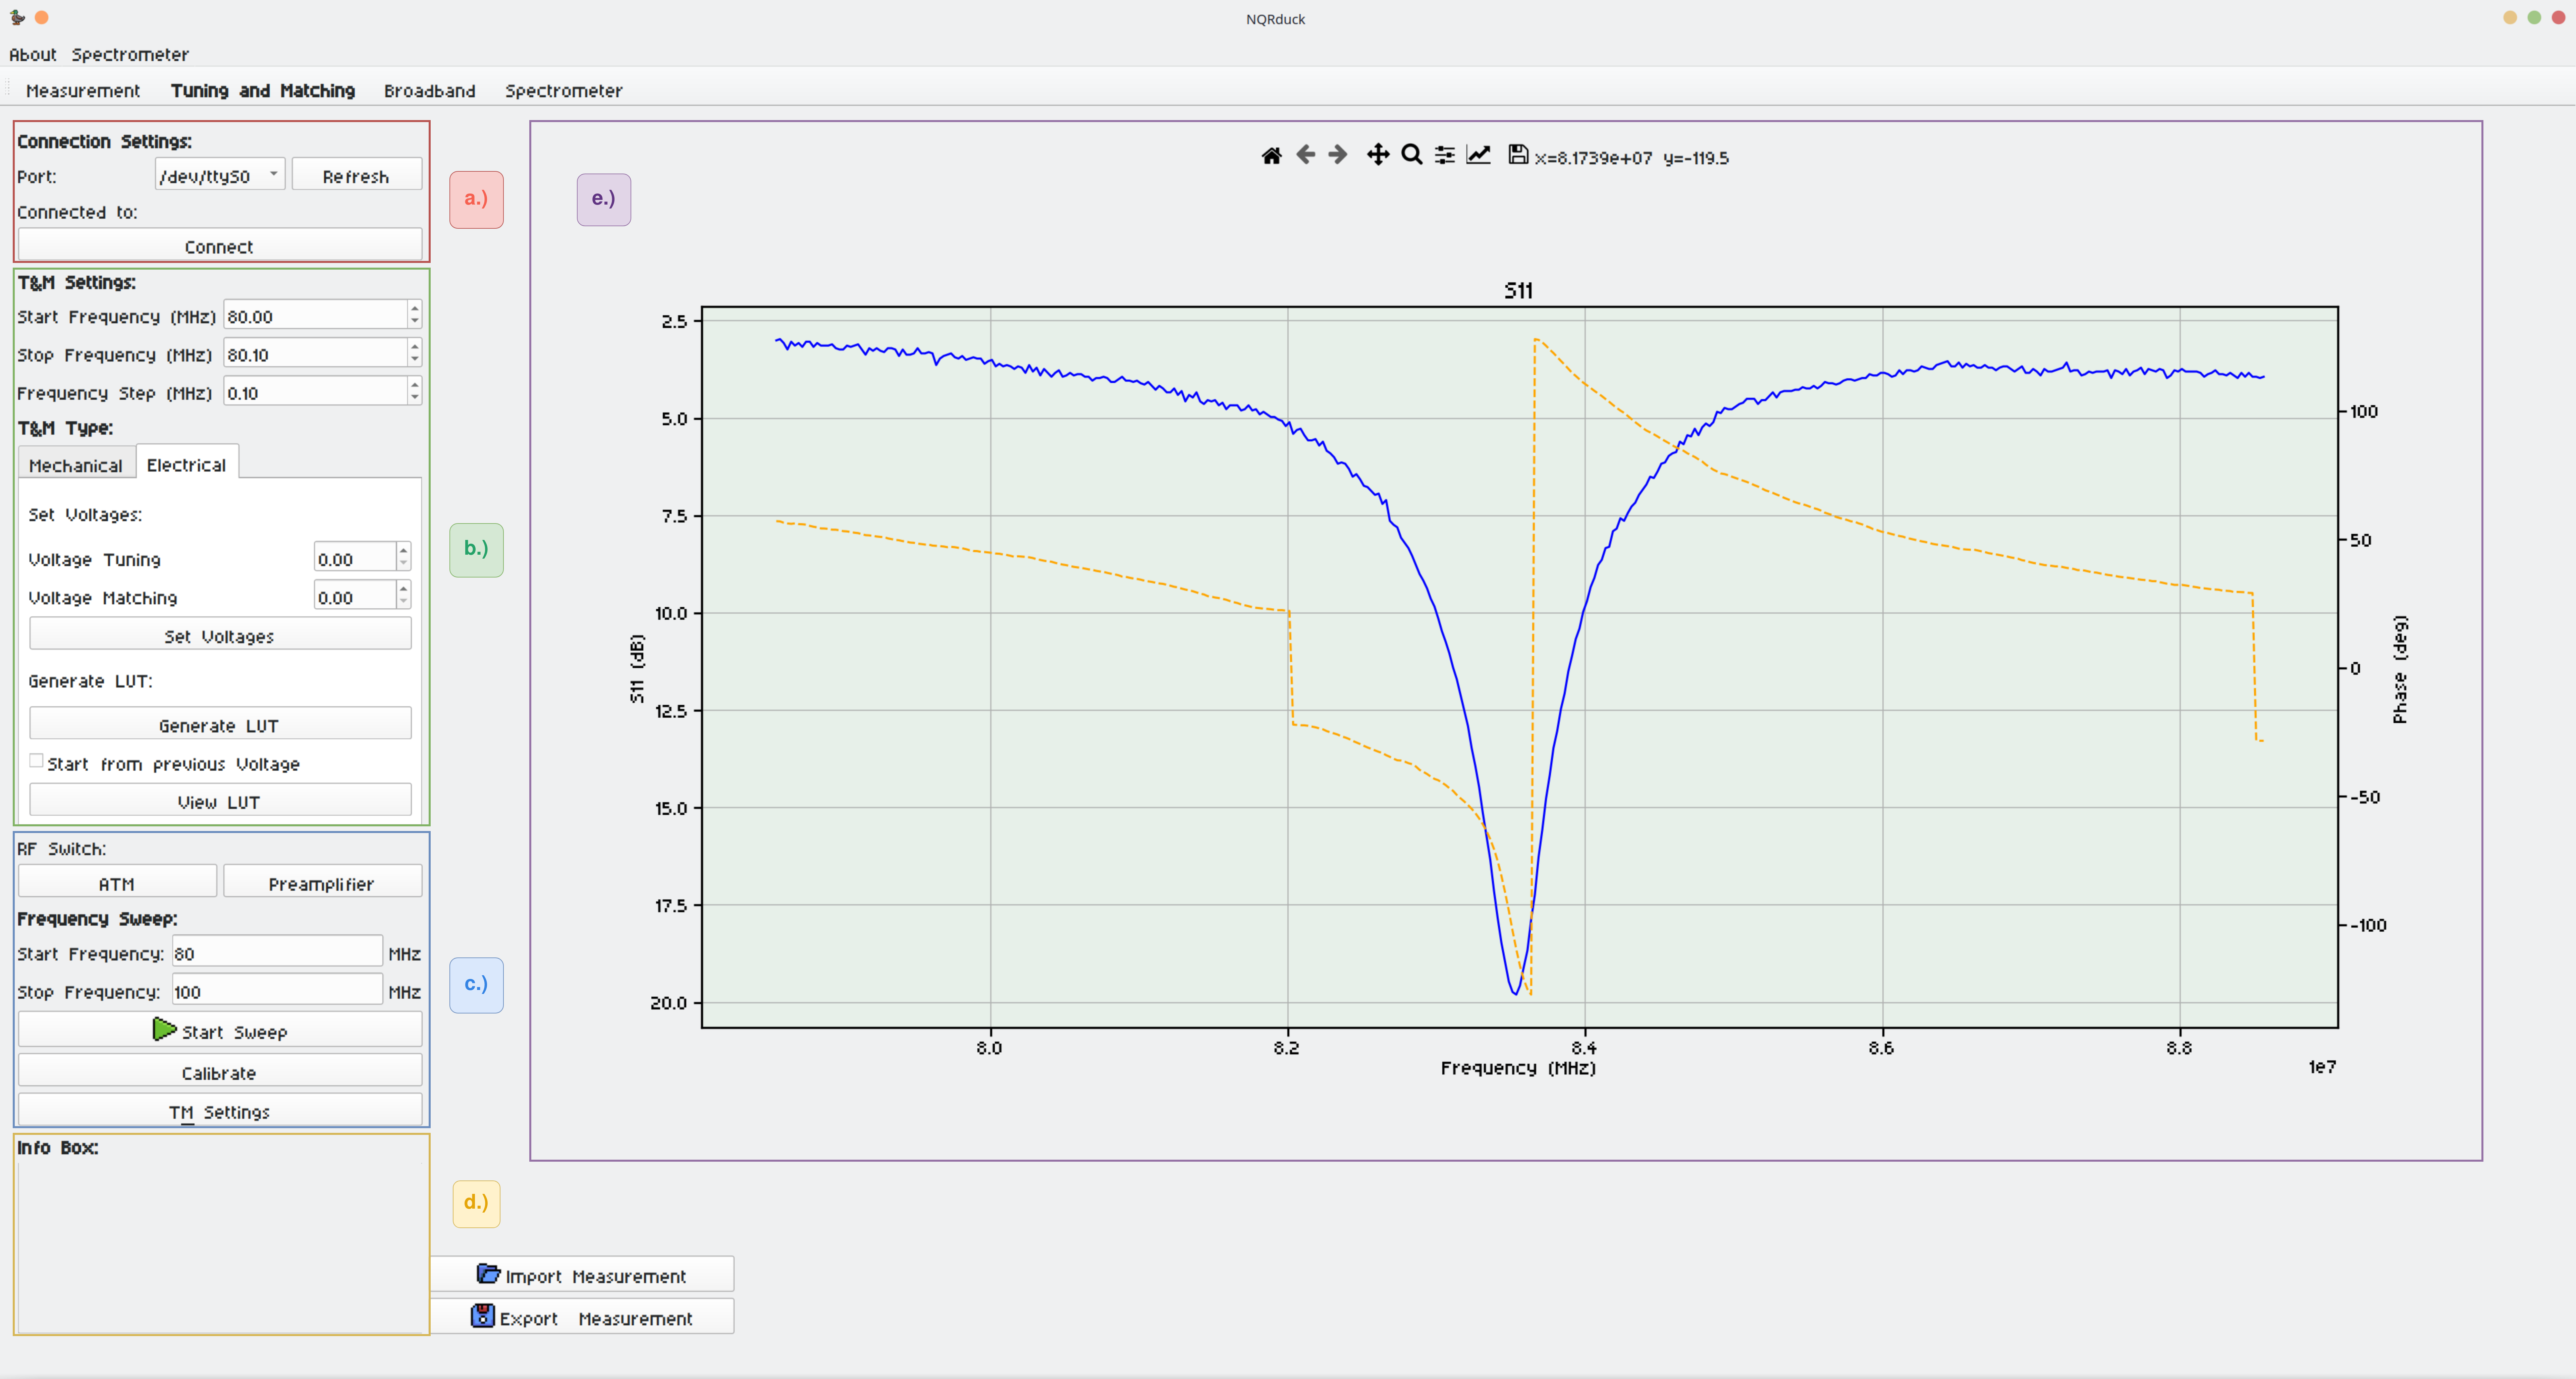 NQRduck
About Spectrometer
Measurement Tuning and Matching Broadband Spectrometer
Connection Settings:
Port: /dev/ttyS0 Refresh
Connected to:
Connect
a.)
T&M Settings:
Start Frequency (MHz) 80.00
Stop Frequency (MHz) 80.10
Frequency Step (MHz) 0.10
T&M Type:
Mechanical Electrical
Set Voltages:
Voltage Tuning 0.00
Voltage Matching 0.00
Set Voltages
Generate LUT:
Generate LUT
Start from previous Voltage
View LUT
b.)
RF Switch:
ATM Preamplifier
Frequency Sweep:
Start Frequency: 80 MHz
Stop Frequency: 100 MHz
Start Sweep
Calibrate
TM Settings
c.)
Info Box:
d.)
Import Measurement
Export Measurement
e.)
x=8.1739e+07 y=-119.5
S11
2.5
5.0
7.5
10.0
12.5
15.0
17.5
20.0
S11 (dB)
100
50
0
-50
-100
Phase (deg)
8.0 8.2 8.4 8.6 8.8
Frequency (MHz)
1e7